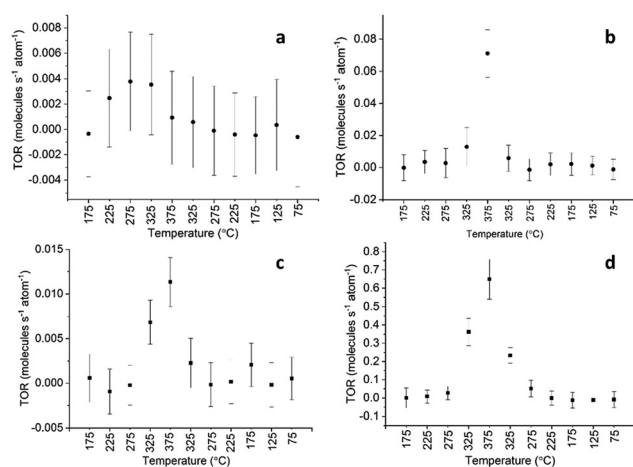 a
TOR (molecules s⁻¹ atom⁻¹)
0.008
0.006
0.004
0.002
0.000
-0.002
-0.004
175 225 275 325 375 325 275 225 175 125 75
Temperature (°C)
b
TOR (molecules s⁻¹ atom⁻¹)
0.08
0.06
0.04
0.02
0.00
-0.02
175 225 275 325 375 325 275 225 175 125 75
Temperature (°C)
c
TOR (molecules s⁻¹ atom⁻¹)
0.015
0.010
0.005
0.000
-0.005
175 225 275 325 375 325 275 225 175 125 75
Temperature (°C)
d
TOR (molecules s⁻¹ atom⁻¹)
0.8
0.7
0.6
0.5
0.4
0.3
0.2
0.1
0.0
-0.1
175 225 275 325 375 325 275 225 175 125 75
Temperature (°C)